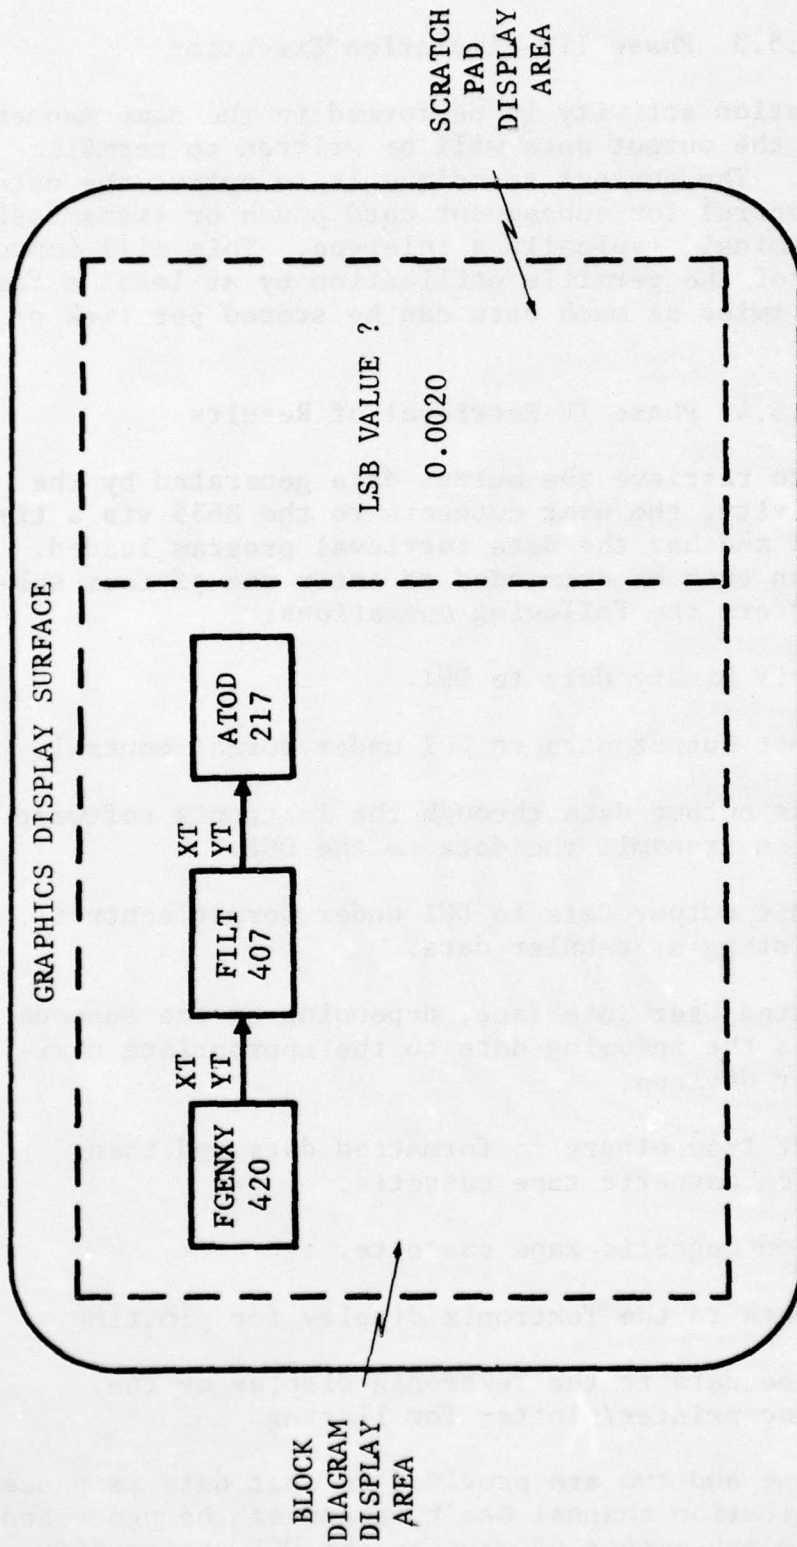 GRAPHICS DISPLAY SURFACE
FGENXY
420
XT
YT
FILT
407
XT
YT
ATOD
217
LSB VALUE ?
0.0020
BLOCK
DIAGRAM
DISPLAY
AREA
SCRATCH
PAD
DISPLAY
AREA